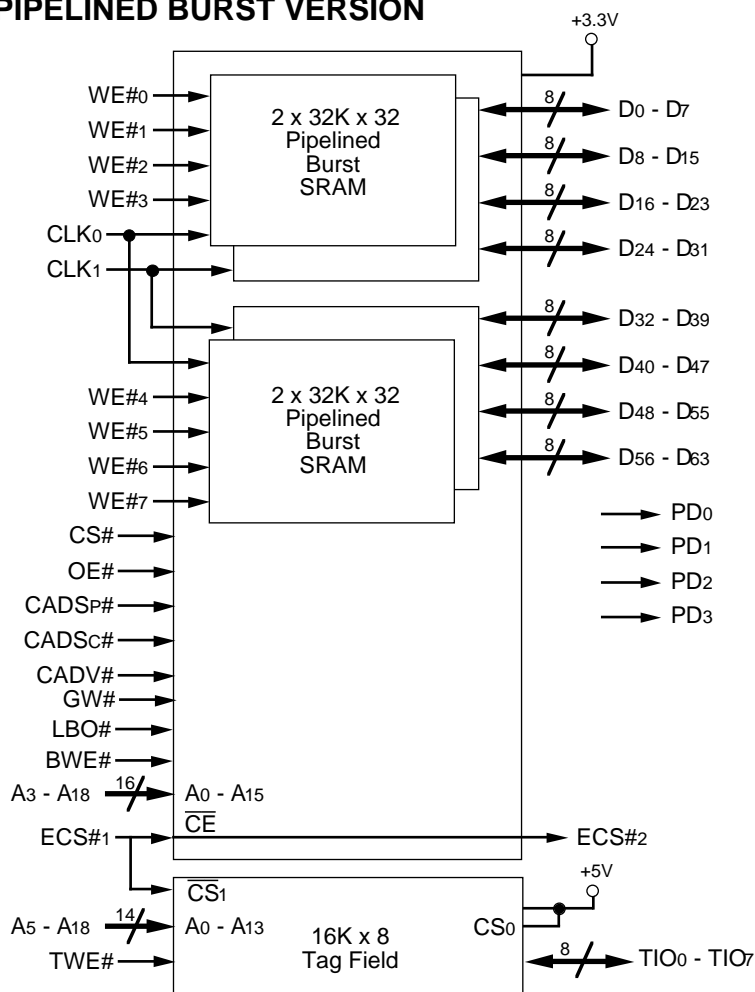 PIPELINED BURST VERSION
+3.3V
WE#0
WE#1
WE#2
WE#3
CLK0
CLK1
2 x 32K x 32
Pipelined
Burst
SRAM
8 D0 - D7
8 D8 - D15
8 D16 - D23
8 D24 - D31
8 D32 - D39
8 D40 - D47
8 D48 - D55
8 D56 - D63
2 x 32K x 32
Pipelined
Burst
SRAM
WE#4
WE#5
WE#6
WE#7
CS#
OE#
CADSP#
CADSC#
CADV#
GW#
LBO#
BWE#
PD0
PD1
PD2
PD3
A3 - A18 16 A0 - A15
CE
ECS#1
ECS#2
+5V
CS1
A5 - A18 14 A0 - A13
CS0
TWE#
16K x 8
Tag Field
8 TIO0 - TIO7